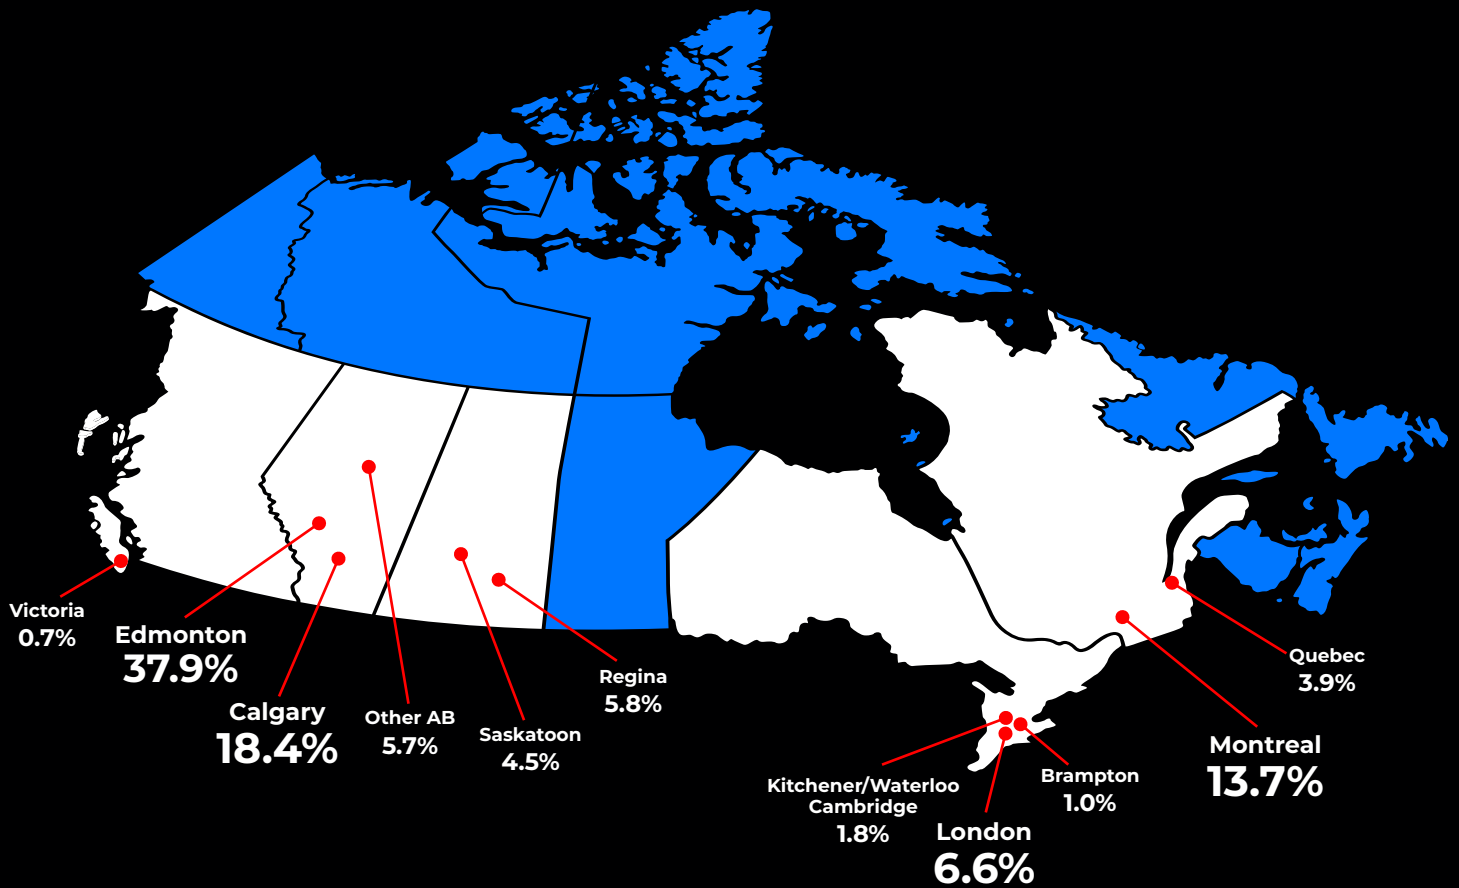 Victoria
0.7%
Edmonton
37.9%
Calgary
18.4%
Other AB
5.7%
Saskatoon
4.5%
Regina
5.8%
Kitchener/Waterloo
Cambridge
1.8%
London
6.6%
Brampton
1.0%
Montreal
13.7%
Quebec
3.9%